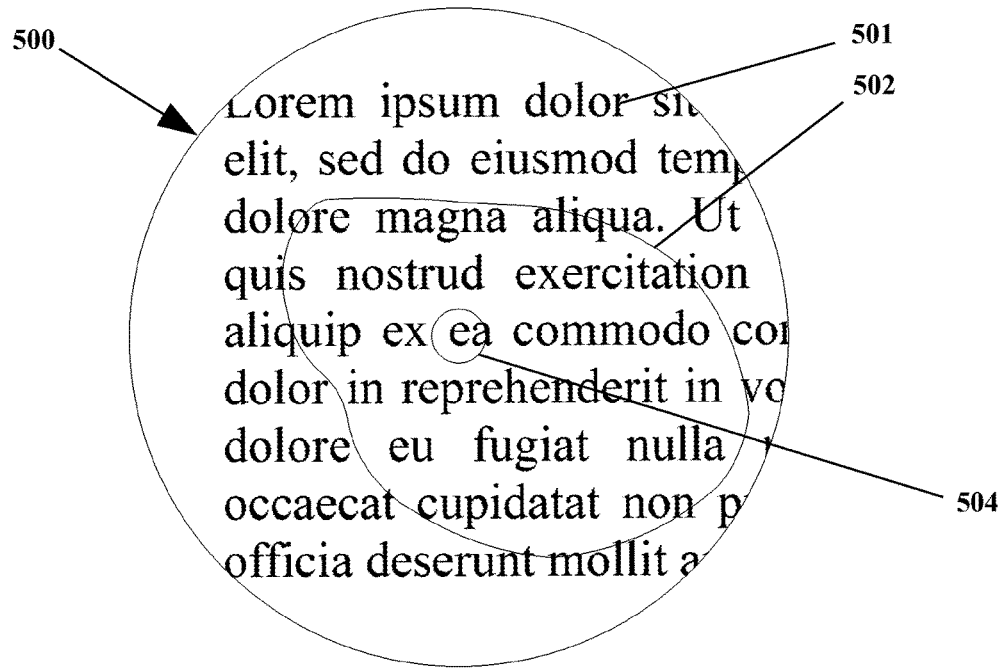 500
501
502
Lorem ipsum dolor sit
elit, sed do eiusmod temp
dolore magna aliqua. Ut
quis nostrud exercitation
aliquip ex ea commodo
dolor in reprehenderit in vo
dolore eu fugiat nulla
occaecat cupidatat non p
officia deserunt mollit a
504